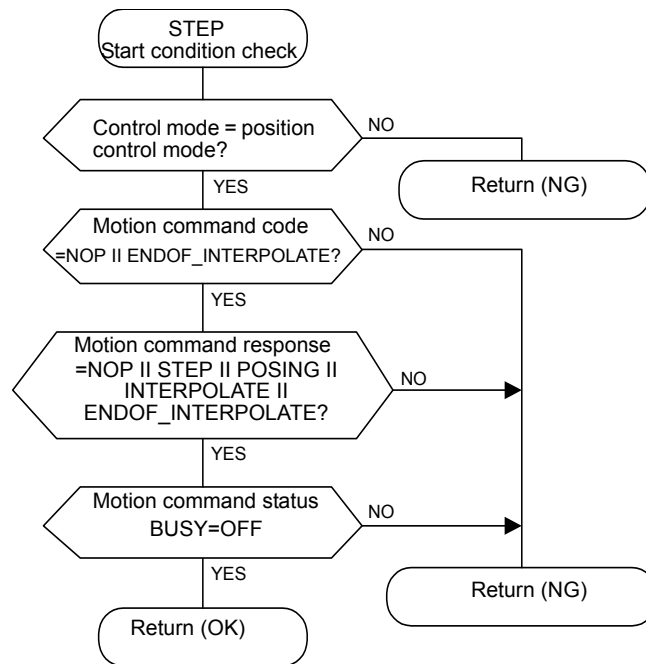 STEP
Start condition check
Control mode = position
control mode?
NO
Return (NG)
YES
Motion command code
=NOP II ENDOF_INTERPOLATE?
NO
YES
Motion command response
=NOP II STEP II POSING II
INTERPOLATE II
ENDOF_INTERPOLATE?
NO
YES
Motion command status
BUSY=OFF
NO
YES
Return (NG)
Return (OK)